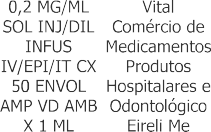 0,2 MG/ML Vital
SOL INJ/DIL Comércio de
INFUS Medicamentos
IV/EPI/IT CX Produtos
50 ENVOL Hospitalares e
AMP VD AMB Odontológico
X 1 ML Eireli Me